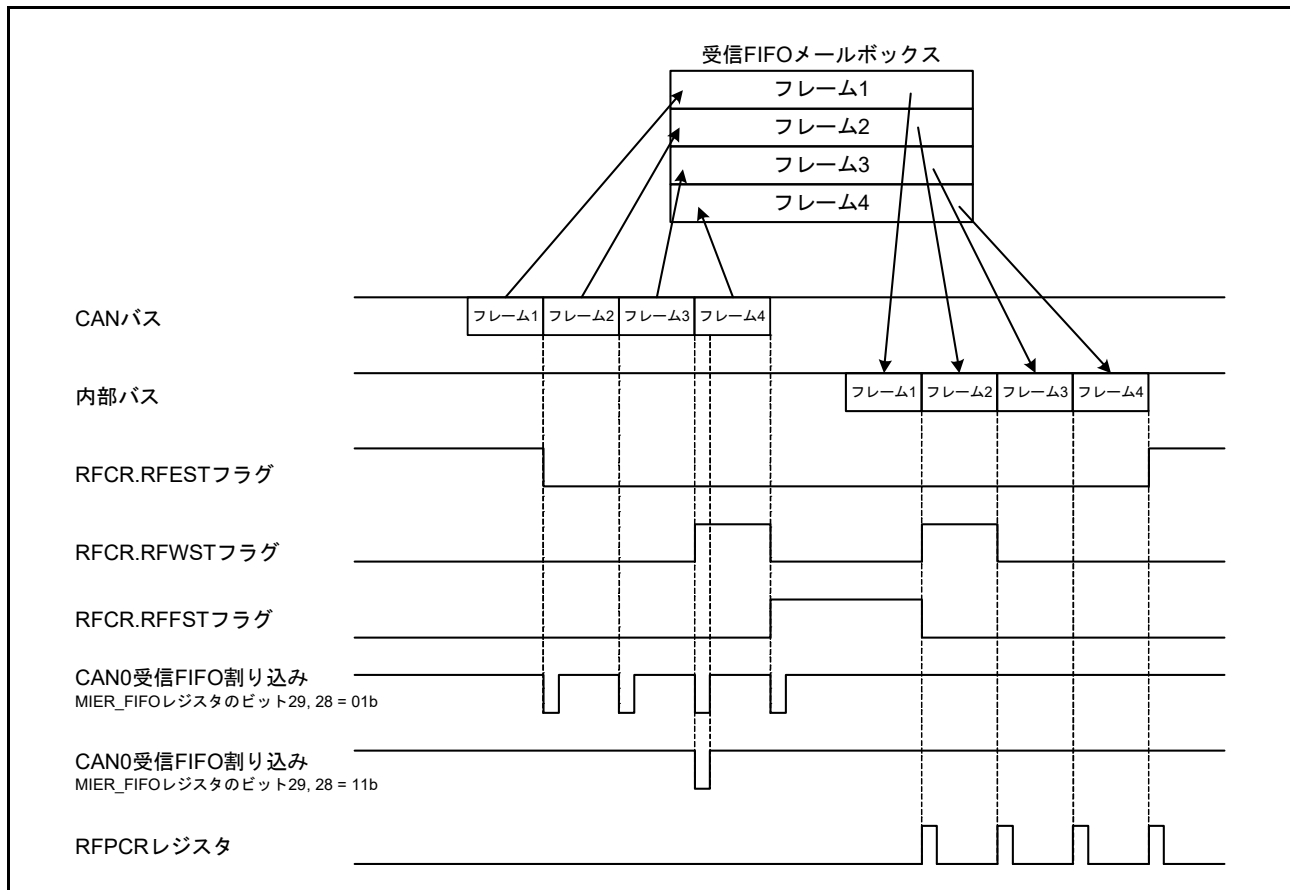 受信FIFOメールボックス
フレーム1
フレーム2
フレーム3
フレーム4
CANバス
フレーム1 フレーム2 フレーム3 フレーム4
内部バス
フレーム1 フレーム2 フレーム3 フレーム4
RFCR.RFESTフラグ
RFCR.RFWSTフラグ
RFCR.RFFSTフラグ
CAN0受信FIFO割り込み
MIER_FIFOレジスタのビット29, 28 = 01b
CAN0受信FIFO割り込み
MIER_FIFOレジスタのビット29, 28 = 11b
RFPCRレジスタ